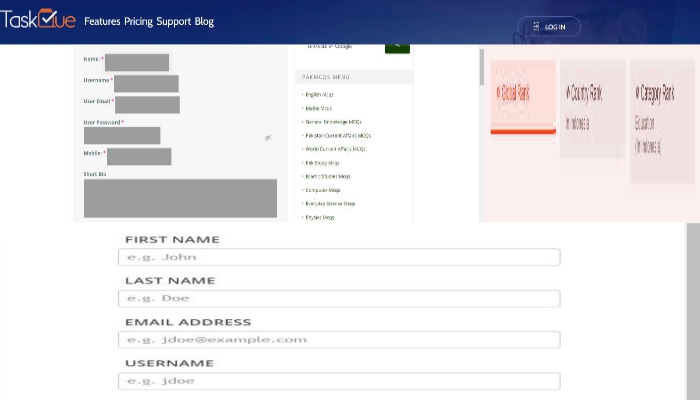 TaskQue Features Pricing Support Blog LOG IN
Name: *
Username *
User Email *
User Password *
Mobile: *
Short Bio
PAKMCQS MENU
› English Mcqs
› Maths Mcqs
› General Knowledge MCQs
› Pakistan Current Affairs MCQs
› World Current Affairs MCQs
› Pak Study Mcqs
› Islamic Studies Mcqs
› Computer Mcqs
› Everyday Science Mcqs
› Physics Mcqs
Global Rank
Country Rank
In Indonesia
Category Rank
Education
(In Indonesia)
FIRST NAME
e.g. John
LAST NAME
e.g. Doe
EMAIL ADDRESS
e.g. jdoe@example.com
USERNAME
e.g. jdoe